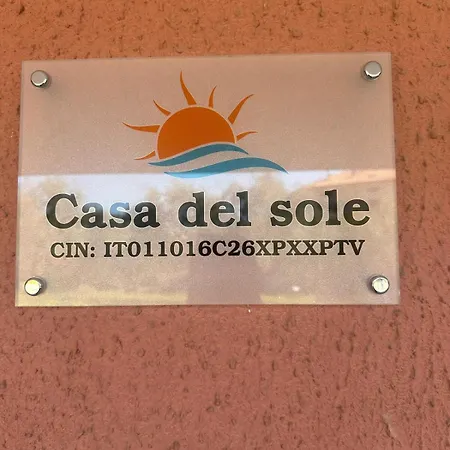 Casa del sole
CIN: IT011016C26XPXXPTV